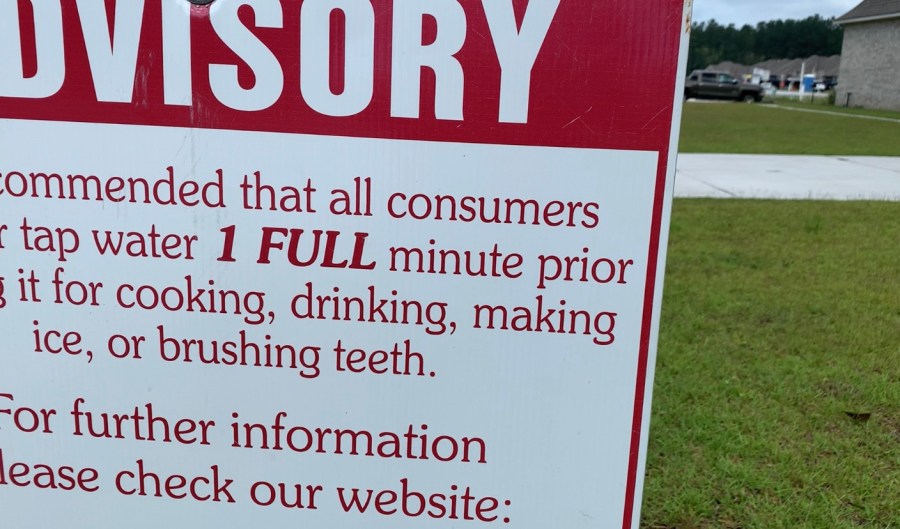 DVISORY
commended that all consumers
r tap water 1 FULL minute prior
g it for cooking, drinking, making
ice, or brushing teeth.
For further information
lease check our website: